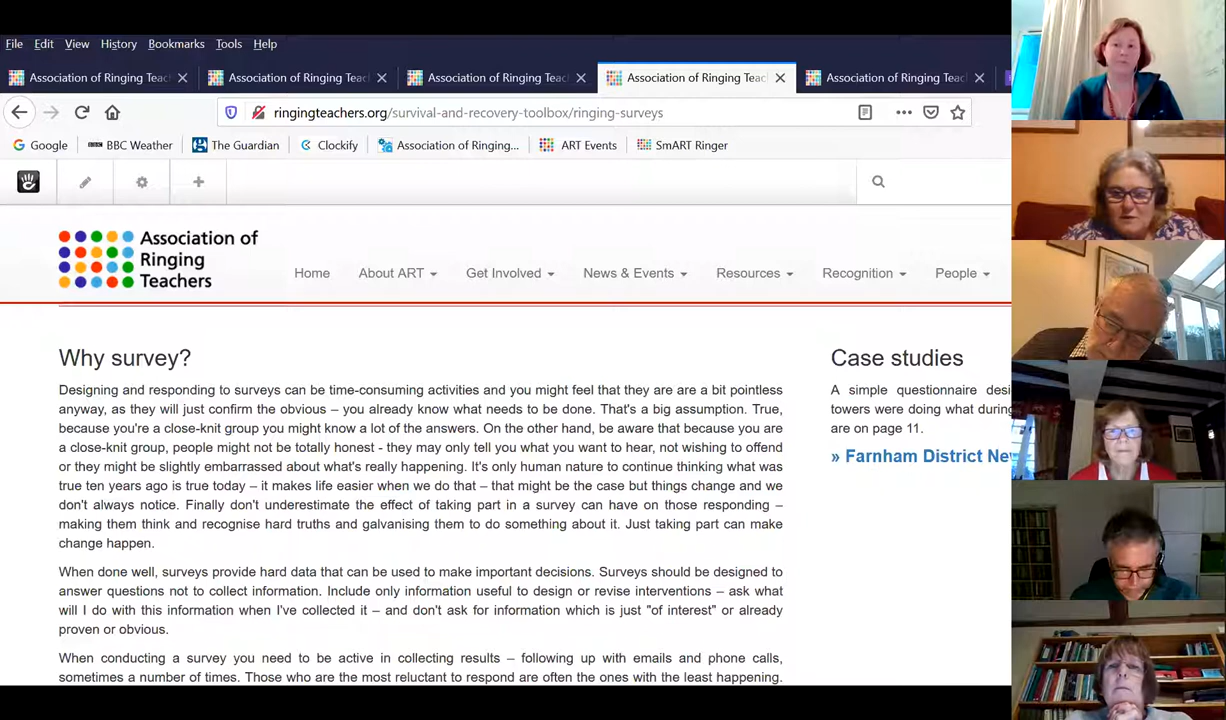 File Edit View History Bookmarks Tools Help
Association of Ringing Teac Association of Ringing Teac Association of Ringing Teac Association of Ringing Teac Association of Ringing Teac
ringingteachers.org/survival-and-recovery-toolbox/ringing-surveys
Google BBC Weather The Guardian Clockify Association of Ringing... ART Events SmART Ringer
Association of
Ringing
Teachers
Home About ART Get Involved News & Events Resources Recognition People
Why survey?
Designing and responding to surveys can be time-consuming activities and you might feel that they are are a bit pointless
anyway, as they will just confirm the obvious – you already know what needs to be done. That's a big assumption. True,
because you're a close-knit group you might know a lot of the answers. On the other hand, be aware that because you are
a close-knit group, people might not be totally honest - they may only tell you what you want to hear, not wishing to offend
or they might be slightly embarrassed about what's really happening. It's only human nature to continue thinking what was
true ten years ago is true today – it makes life easier when we do that – that might be the case but things change and we
don't always notice. Finally don't underestimate the effect of taking part in a survey can have on those responding –
making them think and recognise hard truths and galvanising them to do something about it. Just taking part can make
change happen.
When done well, surveys provide hard data that can be used to make important decisions. Surveys should be designed to
answer questions not to collect information. Include only information useful to design or revise interventions – ask what
will I do with this information when I've collected it – and don't ask for information which is just "of interest" or already
proven or obvious.
When conducting a survey you need to be active in collecting results – following up with emails and phone calls,
sometimes a number of times. Those who are the most reluctant to respond are often the ones with the least happening.
Case studies
A simple questionnaire desi
towers were doing what during
are on page 11.
» Farnham District Ne